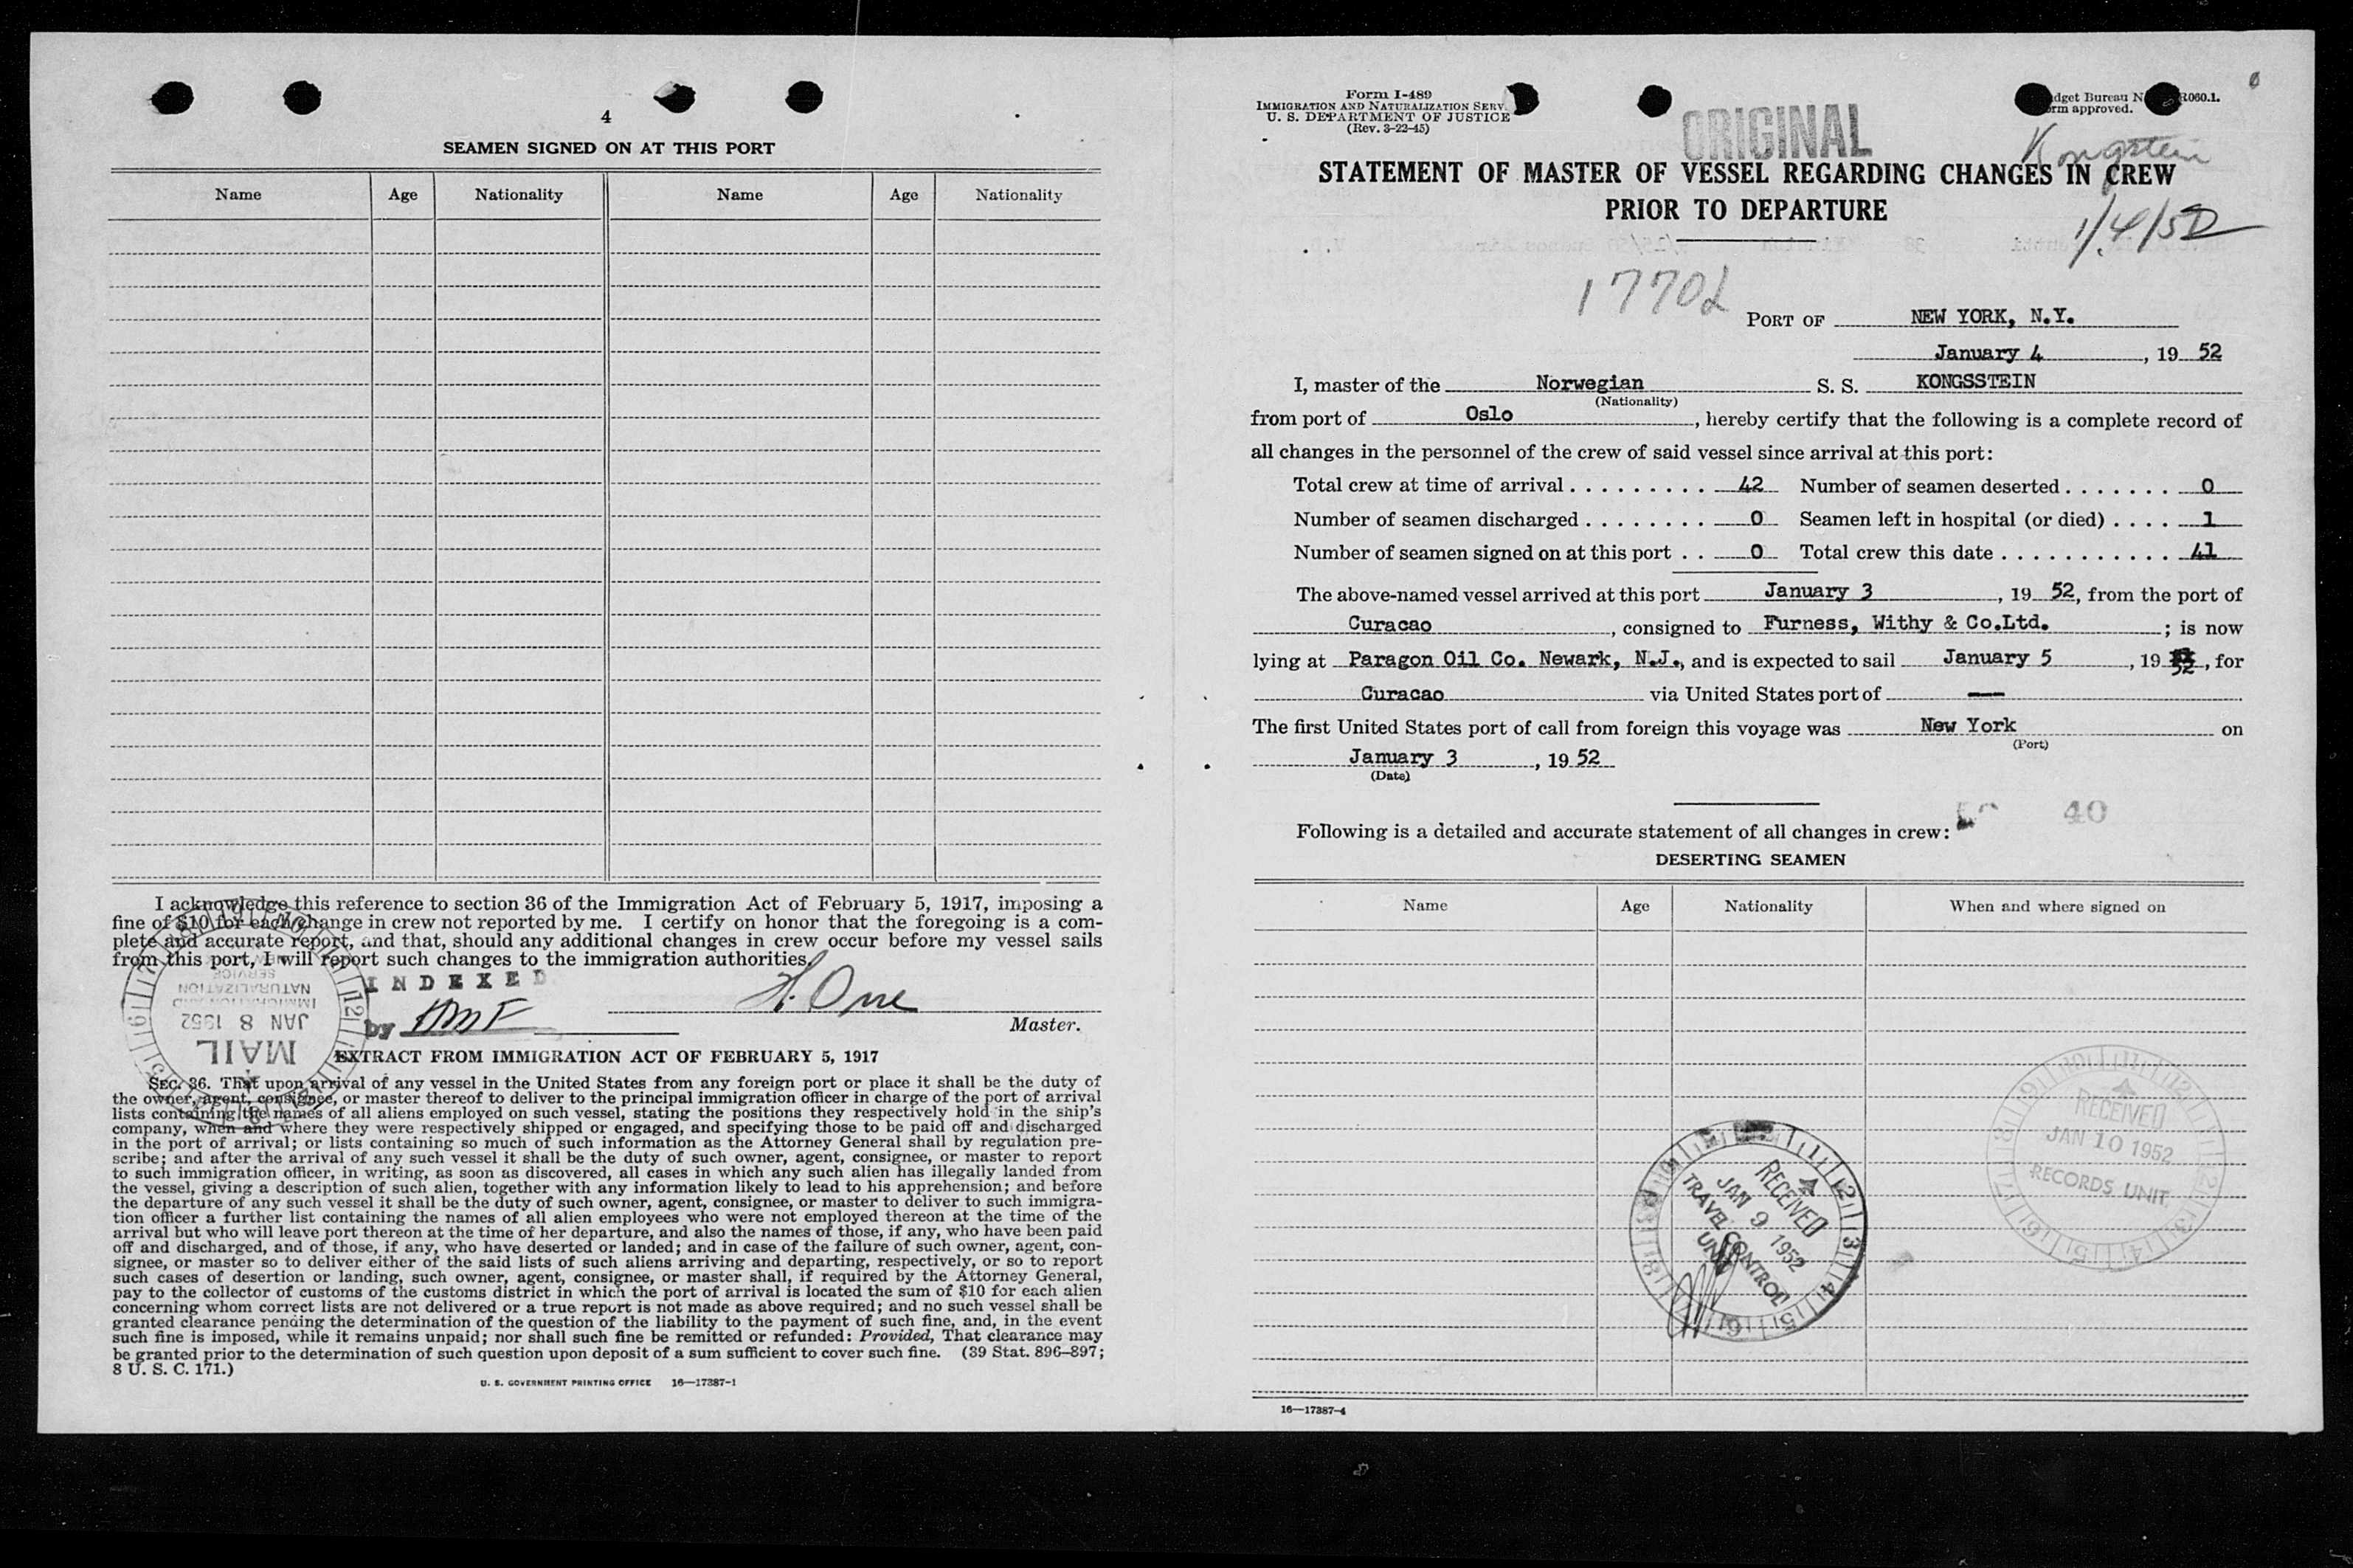 4
SEAMEN SIGNED ON AT THIS PORT
Name Age Nationality Name Age Nationality
I acknowledge this reference to section 36 of the Immigration Act of February 5, 1917, imposing a
fine of $10 for each change in crew not reported by me. I certify on honor that the foregoing is a com-
plete and accurate report, and that, should any additional changes in crew occur before my vessel sails
from this port, I will report such changes to the immigration authorities.
INDEXED
by
H. One
Master.
IMMIGRATION AND
NATURALIZATION
SERVICE
JAN 8 1952
MAIL
EXTRACT FROM IMMIGRATION ACT OF FEBRUARY 5, 1917
SEC. 36. That upon arrival of any vessel in the United States from any foreign port or place it shall be the duty of
the owner, agent, consignee, or master thereof to deliver to the principal immigration officer in charge of the port of arrival
lists containing the names of all aliens employed on such vessel, stating the positions they respectively hold in the ship's
company, when and where they were respectively shipped or engaged, and specifying those to be paid off and discharged
in the port of arrival; or lists containing so much of such information as the Attorney General shall by regulation pre-
scribe; and after the arrival of any such vessel it shall be the duty of such owner, agent, consignee, or master to report
to such immigration officer, in writing, as soon as discovered, all cases in which any such alien has illegally landed from
the vessel, giving a description of such alien, together with any information likely to lead to his apprehension; and before
the departure of any such vessel it shall be the duty of such owner, agent, consignee, or master to deliver to such immigra-
tion officer a further list containing the names of all alien employees who were not employed thereon at the time of the
arrival but who will leave port thereon at the time of her departure, and also the names of those, if any, who have been paid
off and discharged, and of those, if any, who have deserted or landed; and in case of the failure of such owner, agent, con-
signee, or master so to deliver either of the said lists of such aliens arriving and departing, respectively, or so to report
such cases of desertion or landing, such owner, agent, consignee, or master shall, if required by the Attorney General,
pay to the collector of customs of the customs district in which the port of arrival is located the sum of $10 for each alien
concerning whom correct lists are not delivered or a true report is not made as above required; and no such vessel shall be
granted clearance pending the determination of the question of the liability to the payment of such fine, and, in the event
such fine is imposed, while it remains unpaid; nor shall such fine be remitted or refunded: Provided, That clearance may
be granted prior to the determination of such question upon deposit of a sum sufficient to cover such fine. (39 Stat. 896–897;
8 U. S. C. 171.)
U. S. GOVERNMENT PRINTING OFFICE 16—17387-1
Form I-489
IMMIGRATION AND NATURALIZATION SERV.
U. S. DEPARTMENT OF JUSTICE
(Rev. 3-22-45)
dget Bureau N R060.1.
rm approved.
ORIGINAL
Kongstein
STATEMENT OF MASTER OF VESSEL REGARDING CHANGES IN CREW
PRIOR TO DEPARTURE
1/4/52
17702
PORT OF NEW YORK, N.Y.
January 4, 19 52
I, master of the Norwegian S. S. KONGSSTEIN
(Nationality)
from port of Oslo, hereby certify that the following is a complete record of
all changes in the personnel of the crew of said vessel since arrival at this port:
Total crew at time of arrival . . . . . . . . . 42 Number of seamen deserted . . . . . . . 0
Number of seamen discharged . . . . . . . . 0 Seamen left in hospital (or died) . . . . 1
Number of seamen signed on at this port . . 0 Total crew this date . . . . . . . . . . . 41
The above-named vessel arrived at this port January 3, 19 52, from the port of
Curacao, consigned to Furness, Withy & Co.Ltd. ; is now
lying at Paragon Oil Co. Newark, N.J., and is expected to sail January 5, 19 52, for
Curacao via United States port of —
The first United States port of call from foreign this voyage was New York on
(Port)
January 3, 19 52
(Date)
40
Following is a detailed and accurate statement of all changes in crew:
DESERTING SEAMEN
Name Age Nationality When and where signed on
RECEIVED
JAN 10 1952
RECORDS UNIT
RECEIVED
JAN 9 1952
TRAVEL CONTROL
UNIT
16—17387-4